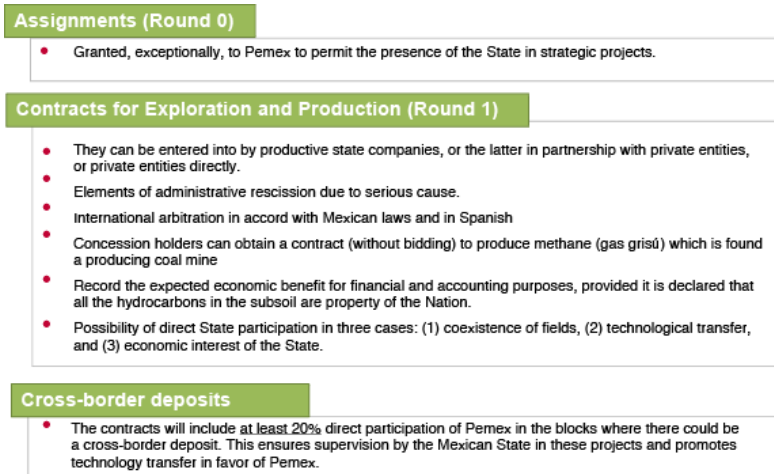 Assignments (Round 0)
• Granted, exceptionally, to Pemex to permit the presence of the State in strategic projects.
Contracts for Exploration and Production (Round 1)
• They can be entered into by productive state companies, or the latter in partnership with private entities,
or private entities directly.
• Elements of administrative rescission due to serious cause.
• International arbitration in accord with Mexican laws and in Spanish
• Concession holders can obtain a contract (without bidding) to produce methane (gas grisú) which is found
a producing coal mine
• Record the expected economic benefit for financial and accounting purposes, provided it is declared that
all the hydrocarbons in the subsoil are property of the Nation.
• Possibility of direct State participation in three cases: (1) coexistence of fields, (2) technological transfer,
and (3) economic interest of the State.
Cross-border deposits
• The contracts will include at least 20% direct participation of Pemex in the blocks where there could be
a cross-border deposit. This ensures supervision by the Mexican State in these projects and promotes
technology transfer in favor of Pemex.